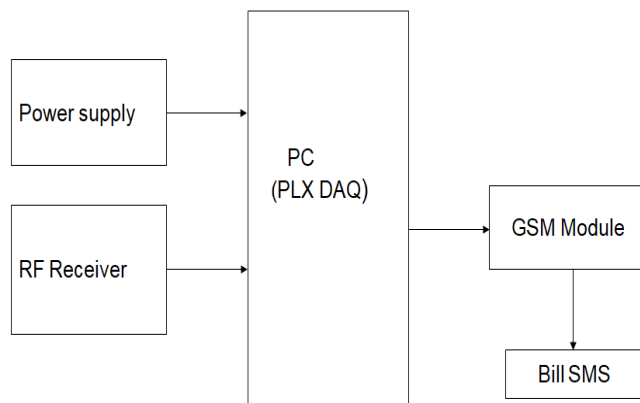 Power supply
PC
(PLX DAQ)
RF Receiver
GSM Module
Bill SMS